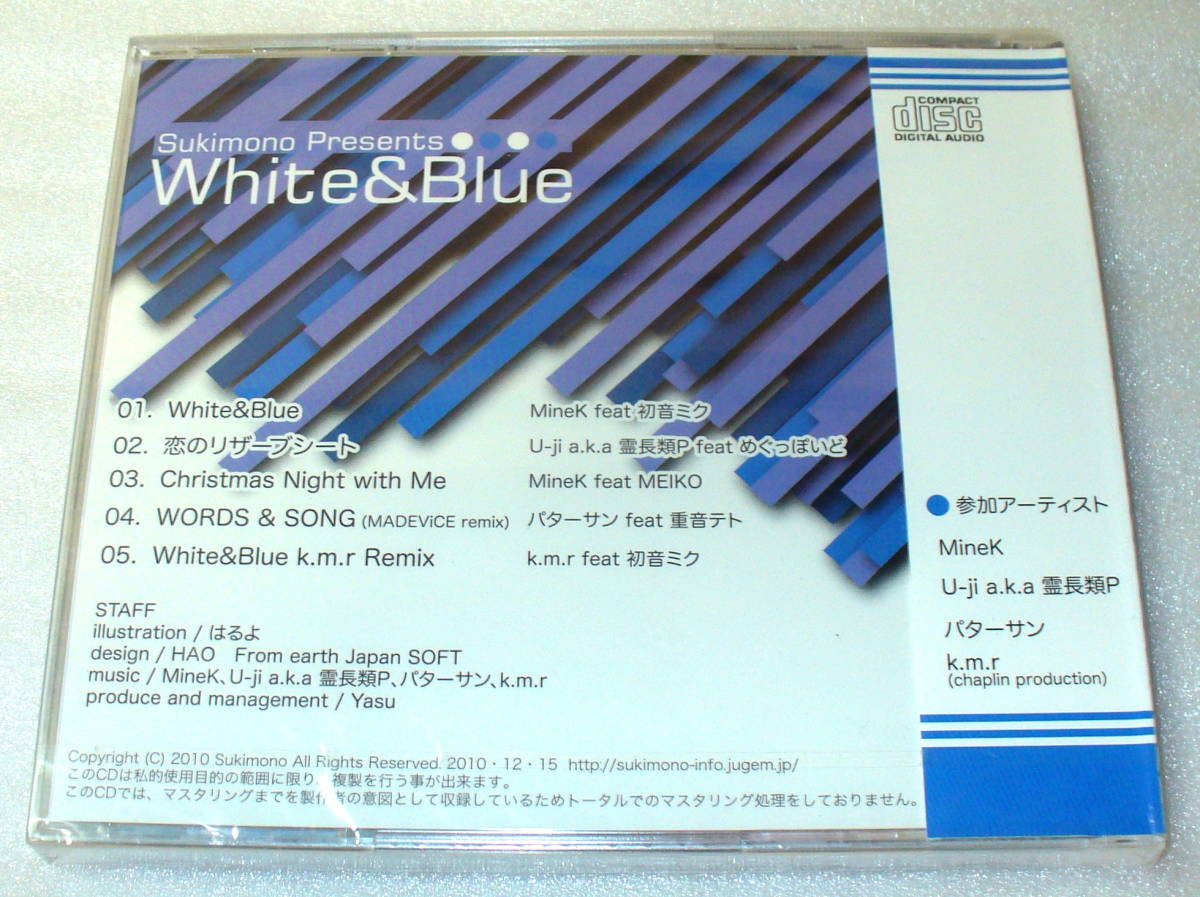 Sukimono Presents
White&Blue
01. White&Blue MineK feat 初音ミク
02. 恋のリザーブシート U-ji a.k.a 霊長類P feat めぐっぽいど
03. Christmas Night with Me MineK feat MEIKO
04. WORDS & SONG (MADEViCE remix) パターサン feat 重音テト
05. White&Blue k.m.r Remix k.m.r feat 初音ミク
STAFF
illustration / はるよ
design / HAO From earth Japan SOFT
music / MineK、U-ji a.k.a 霊長類P、パターサン、k.m.r
produce and management / Yasu
Copyright (C) 2010 Sukimono All Rights Reserved. 2010・12・15 http://sukimono-info.jugem.jp/
このCDは私的使用目的の範囲に限り、複製を行う事が出来ます。
このCDでは、マスタリングまでを製作者の意図として収録しているためトータルでのマスタリング処理をしておりません。
COMPACT
disc
DIGITAL AUDIO
●参加アーティスト
MineK
U-ji a.k.a 霊長類P
パターサン
k.m.r
(chaplin production)